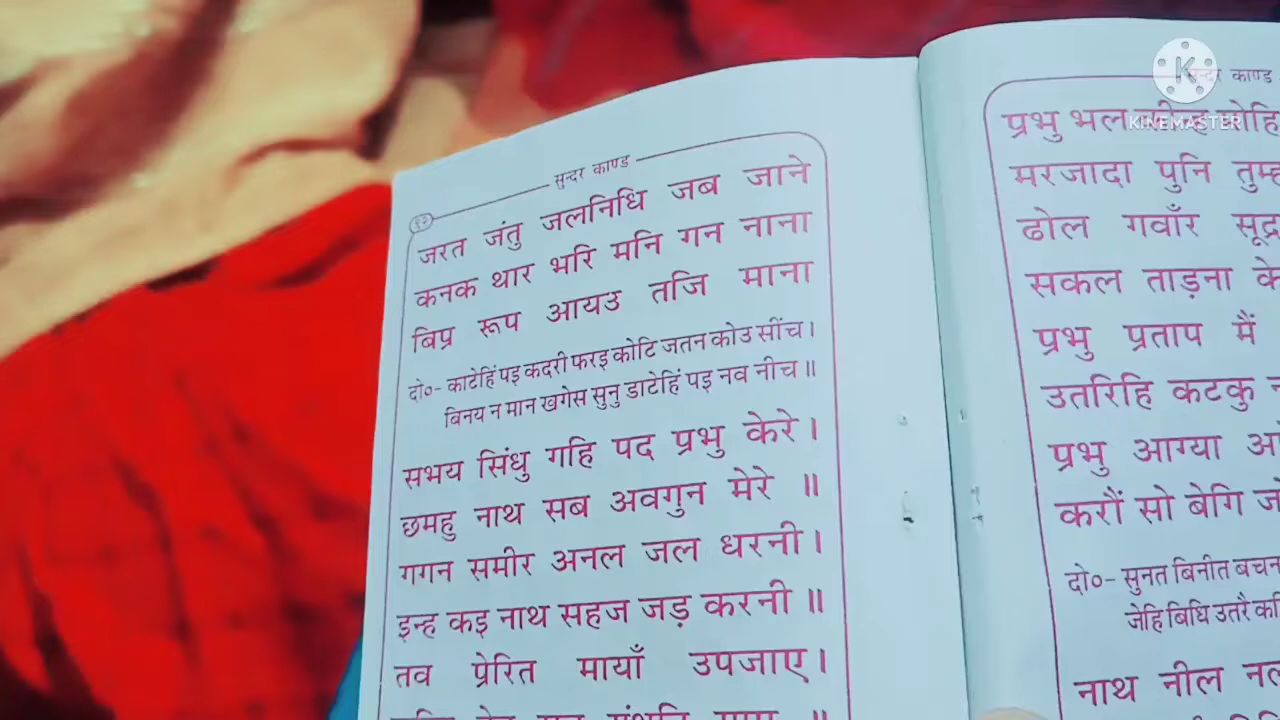 सुन्दर काण्ड
जरत जंतु जलनिधि जब जाने
कनक थार भरि मनि गन नाना
बिप्र रूप आयउ तजि माना
दो०- काटेहिं पइ कदरी फरइ कोटि जतन कोउ सींच।
बिनय न मान खगेस सुनु डाटेहिं पइ नव नीच॥
सभय सिंधु गहि पद प्रभु केरे।
छमहु नाथ सब अवगुन मेरे॥
गगन समीर अनल जल धरनी।
इन्ह कइ नाथ सहज जड़ करनी॥
तव प्रेरित मायाँ उपजाए।
काण्ड
प्रभु भल
मरजादा पुनि तुम्ह
ढोल गवाँर सूद्र
सकल ताड़ना के
प्रभु प्रताप मैं
उतरिहि कटकु न
प्रभु आग्या
करौं सो बेगि
दो०- सुनत बिनीत बचन
जेहि बिधि उतरै
नाथ नील नल
KINEMASTER